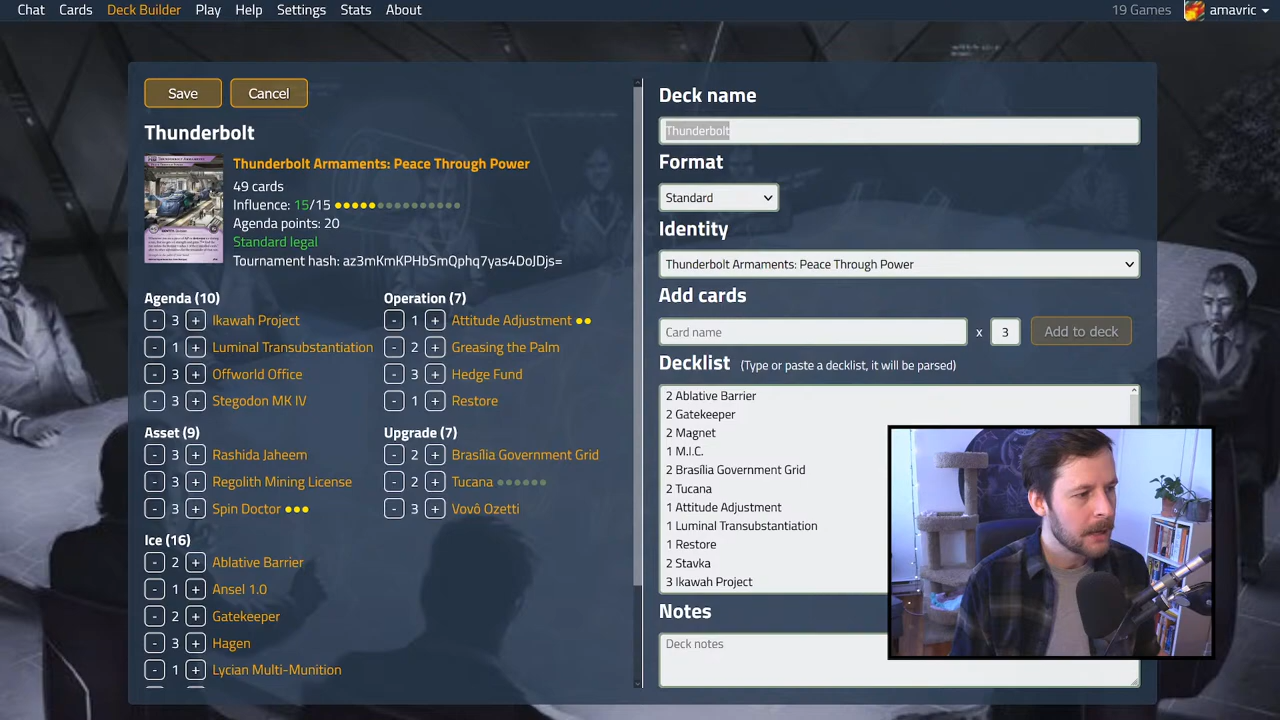 Chat Cards Deck Builder Play Help Settings Stats About
19 Games amavric
Save Cancel
Thunderbolt
Thunderbolt Armaments: Peace Through Power
49 cards
Influence: 15/15
Agenda points: 20
Standard legal
Tournament hash: az3mKmKPHbSmQphq7yas4DoJDjs=
Agenda (10)
- 3 + Ikawah Project
- 1 + Luminal Transubstantiation
- 3 + Offworld Office
- 3 + Stegodon MK IV
Asset (9)
- 3 + Rashida Jaheem
- 3 + Regolith Mining License
- 3 + Spin Doctor
Ice (16)
- 2 + Ablative Barrier
- 1 + Ansel 1.0
- 2 + Gatekeeper
- 3 + Hagen
- 1 + Lycian Multi-Munition
Operation (7)
- 1 + Attitude Adjustment
- 2 + Greasing the Palm
- 3 + Hedge Fund
- 1 + Restore
Upgrade (7)
- 2 + Brasília Government Grid
- 2 + Tucana
- 3 + Vovô Ozetti
Deck name
Thunderbolt
Format
Standard
Identity
Thunderbolt Armaments: Peace Through Power
Add cards
Card name x 3 Add to deck
Decklist (Type or paste a decklist, it will be parsed)
2 Ablative Barrier
2 Gatekeeper
2 Magnet
1 M.I.C.
2 Brasília Government Grid
2 Tucana
1 Attitude Adjustment
1 Luminal Transubstantiation
1 Restore
2 Stavka
3 Ikawah Project
Notes
Deck notes